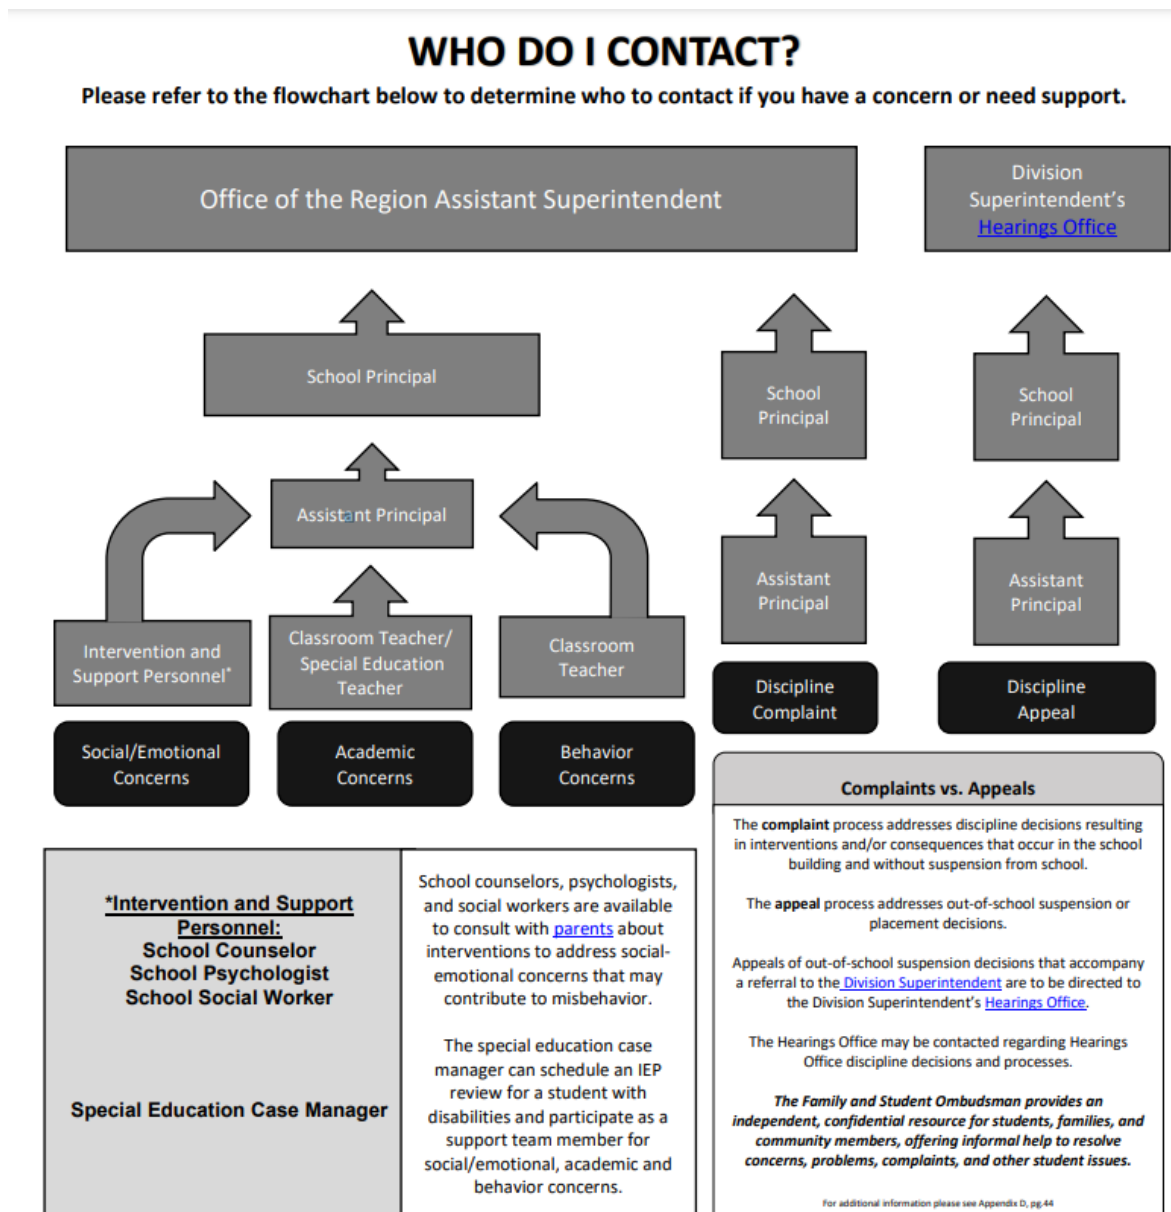 WHO DO I CONTACT?
Please refer to the flowchart below to determine who to contact if you have a concern or need support.
Office of the Region Assistant Superintendent
Division
Superintendent's
Hearings Office
School Principal
School
Principal
School
Principal
Assistant Principal
Assistant
Principal
Assistant
Principal
Intervention and
Support Personnel*
Classroom Teacher/
Special Education
Teacher
Classroom
Teacher
Discipline
Complaint
Discipline
Appeal
Social/Emotional
Concerns
Academic
Concerns
Behavior
Concerns
*Intervention and Support
Personnel:
School Counselor
School Psychologist
School Social Worker
Special Education Case Manager
School counselors, psychologists,
and social workers are available
to consult with parents about
interventions to address social-
emotional concerns that may
contribute to misbehavior.
The special education case
manager can schedule an IEP
review for a student with
disabilities and participate as a
support team member for
social/emotional, academic and
behavior concerns.
Complaints vs. Appeals
The complaint process addresses discipline decisions resulting
in interventions and/or consequences that occur in the school
building and without suspension from school.
The appeal process addresses out-of-school suspension or
placement decisions.
Appeals of out-of-school suspension decisions that accompany
a referral to the Division Superintendent are to be directed to
the Division Superintendent's Hearings Office.
The Hearings Office may be contacted regarding Hearings
Office discipline decisions and processes.
The Family and Student Ombudsman provides an
independent, confidential resource for students, families, and
community members, offering informal help to resolve
concerns, problems, complaints, and other student issues.
For additional information please see Appendix D, pg.44